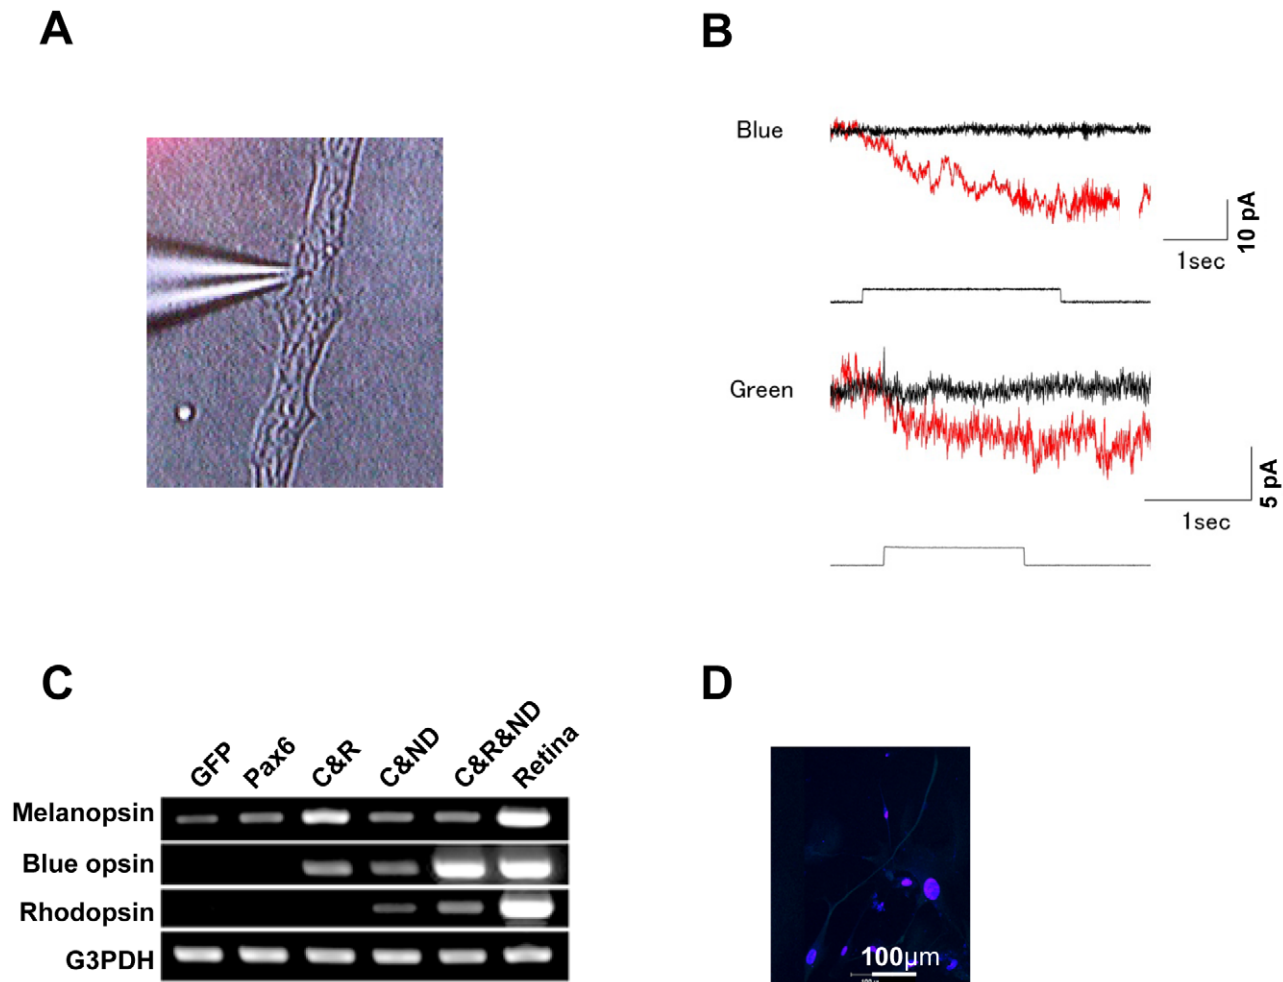 A
B
Blue
10 pA
1sec
Green
5 pA
1sec
C
D
GFP
Pax6
C&R
C&ND
C&R&ND
Retina
Melanopsin
Blue opsin
Rhodopsin
G3PDH
100μm